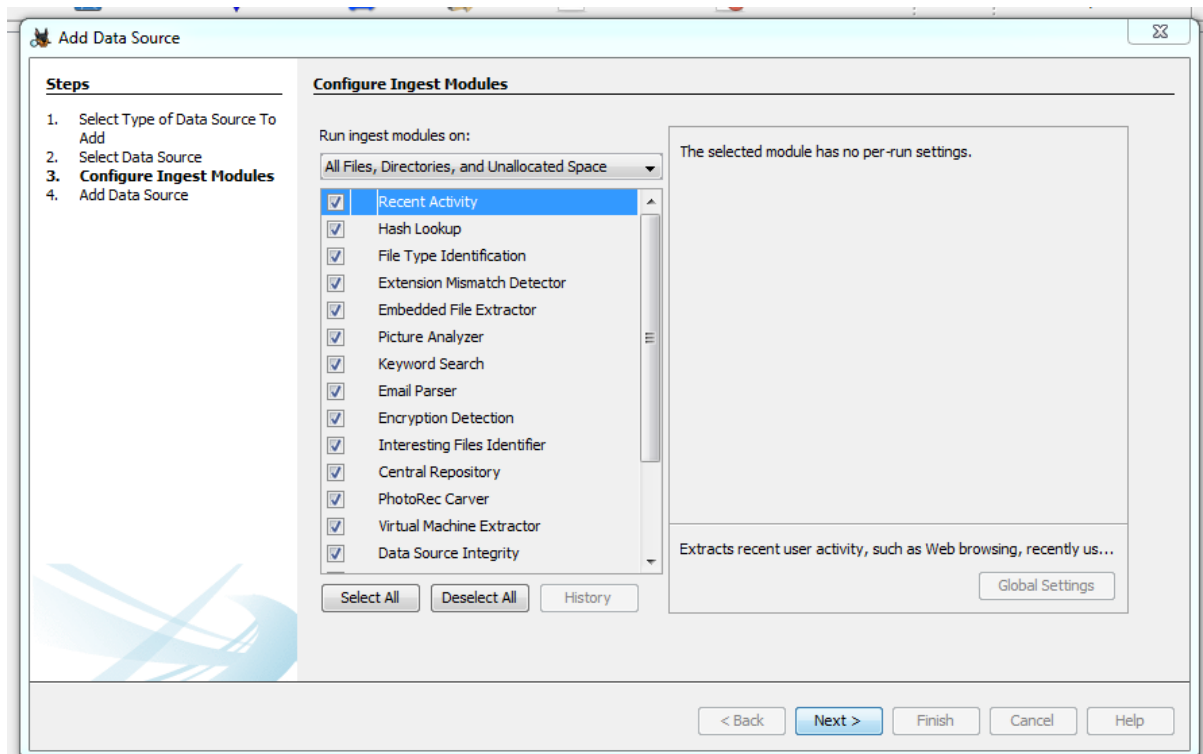 Add Data Source
Steps
1. Select Type of Data Source To
Add
2. Select Data Source
3. Configure Ingest Modules
4. Add Data Source
Configure Ingest Modules
Run ingest modules on:
All Files, Directories, and Unallocated Space
Recent Activity
Hash Lookup
File Type Identification
Extension Mismatch Detector
Embedded File Extractor
Picture Analyzer
Keyword Search
Email Parser
Encryption Detection
Interesting Files Identifier
Central Repository
PhotoRec Carver
Virtual Machine Extractor
Data Source Integrity
Select All Deselect All History
The selected module has no per-run settings.
Extracts recent user activity, such as Web browsing, recently us...
Global Settings
< Back Next > Finish Cancel Help